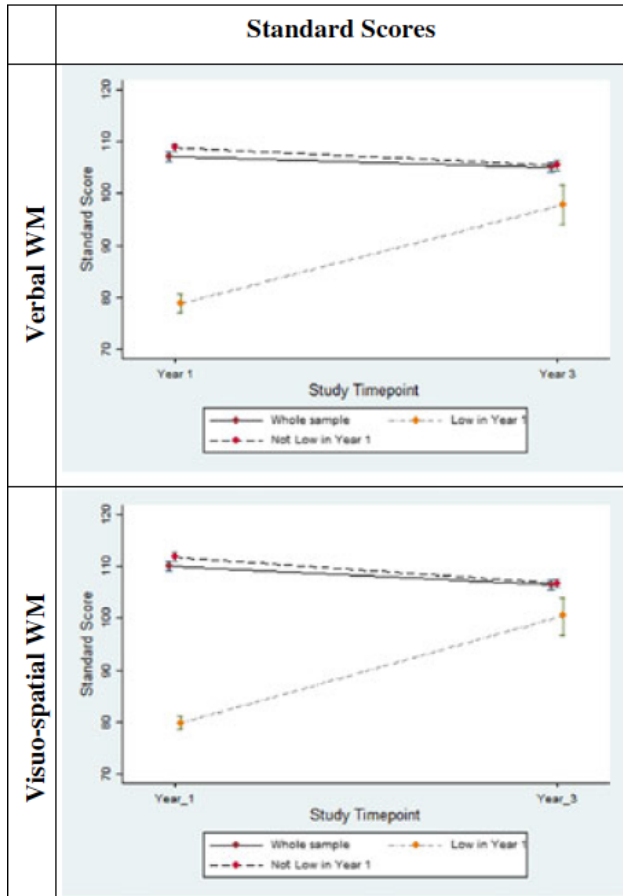 Standard Scores
Verbal WM
Standard Score
120
110
100
90
80
70
Year 1
Year 3
Study Timepoint
Whole sample
Low in Year 1
Not Low in Year 1
Visuo-spatial WM
Standard Score
120
110
100
90
80
70
Year_1
Year_3
Study Timepoint
Whole sample
Low in Year 1
Not Low in Year 1